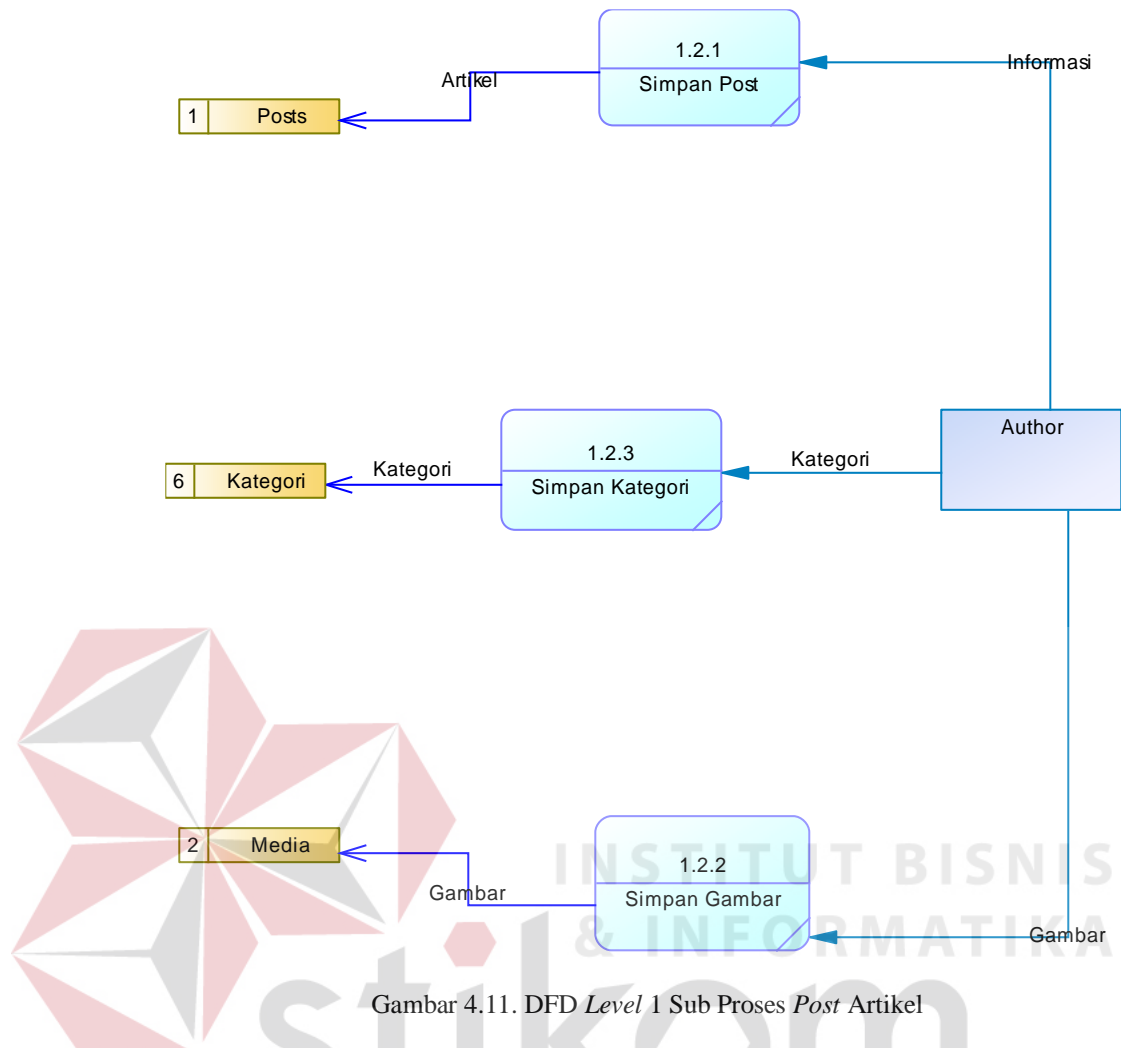 1.2.1
Simpan Post
Informasi
Artikel
1 Posts
Author
1.2.3
Simpan Kategori
Kategori
Kategori
6 Kategori
2 Media
1.2.2
Simpan Gambar
Gambar
Gambar
INSTITUT BISNIS
& INFORMATIKA
stikom
Gambar 4.11. DFD Level 1 Sub Proses Post Artikel